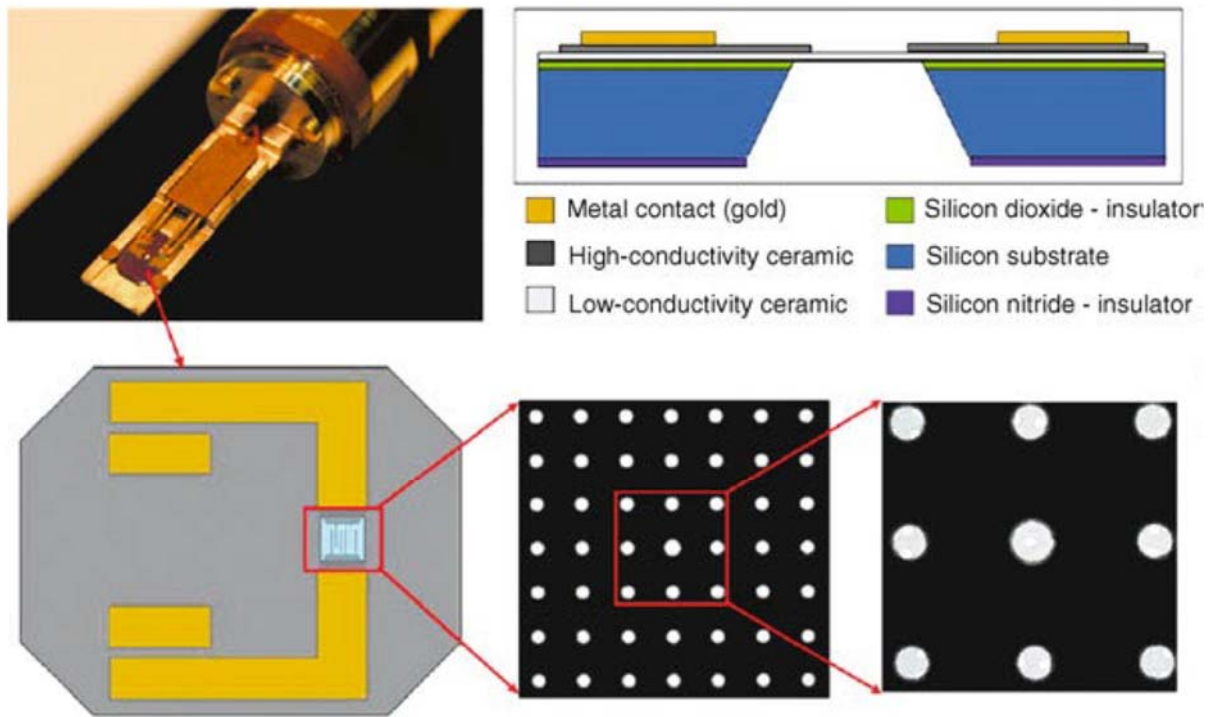 Metal contact (gold)
High-conductivity ceramic
Low-conductivity ceramic
Silicon dioxide - insulator
Silicon substrate
Silicon nitride - insulator